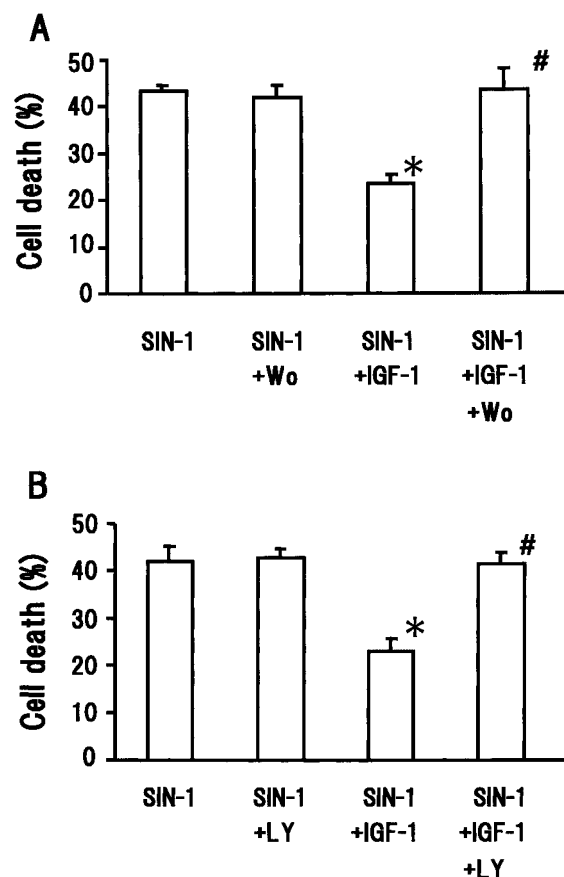 A
Cell death (%)
50
40
30
20
10
0
*
#
SIN-1 SIN-1 SIN-1 SIN-1
+Wo +IGF-1 +IGF-1
+Wo
B
Cell death (%)
50
40
30
20
10
0
*
#
SIN-1 SIN-1 SIN-1 SIN-1
+LY +IGF-1 +IGF-1
+LY